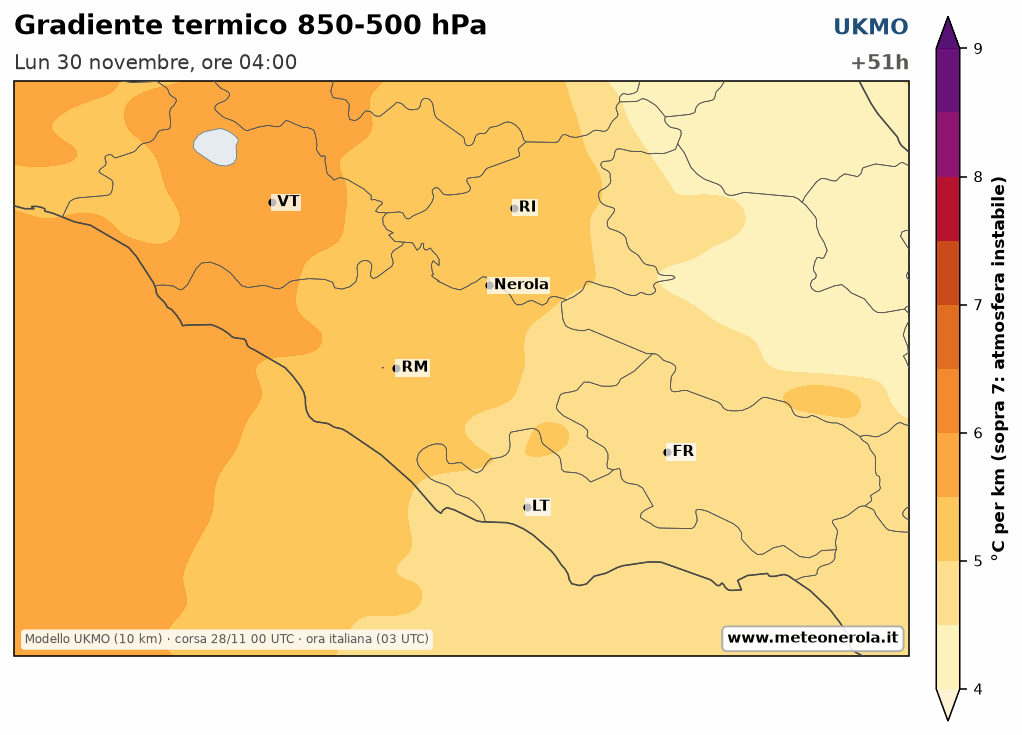 Gradiente termico 850-500 hPa
UKMO
Lun 30 novembre, ore 04:00
+51h
VT
RI
Nerola
RM
FR
LT
Modello UKMO (10 km) · corsa 28/11 00 UTC · ora italiana (03 UTC)
www.meteonerola.it
9
8
7
6
5
4
°C per km (sopra 7: atmosfera instabile)